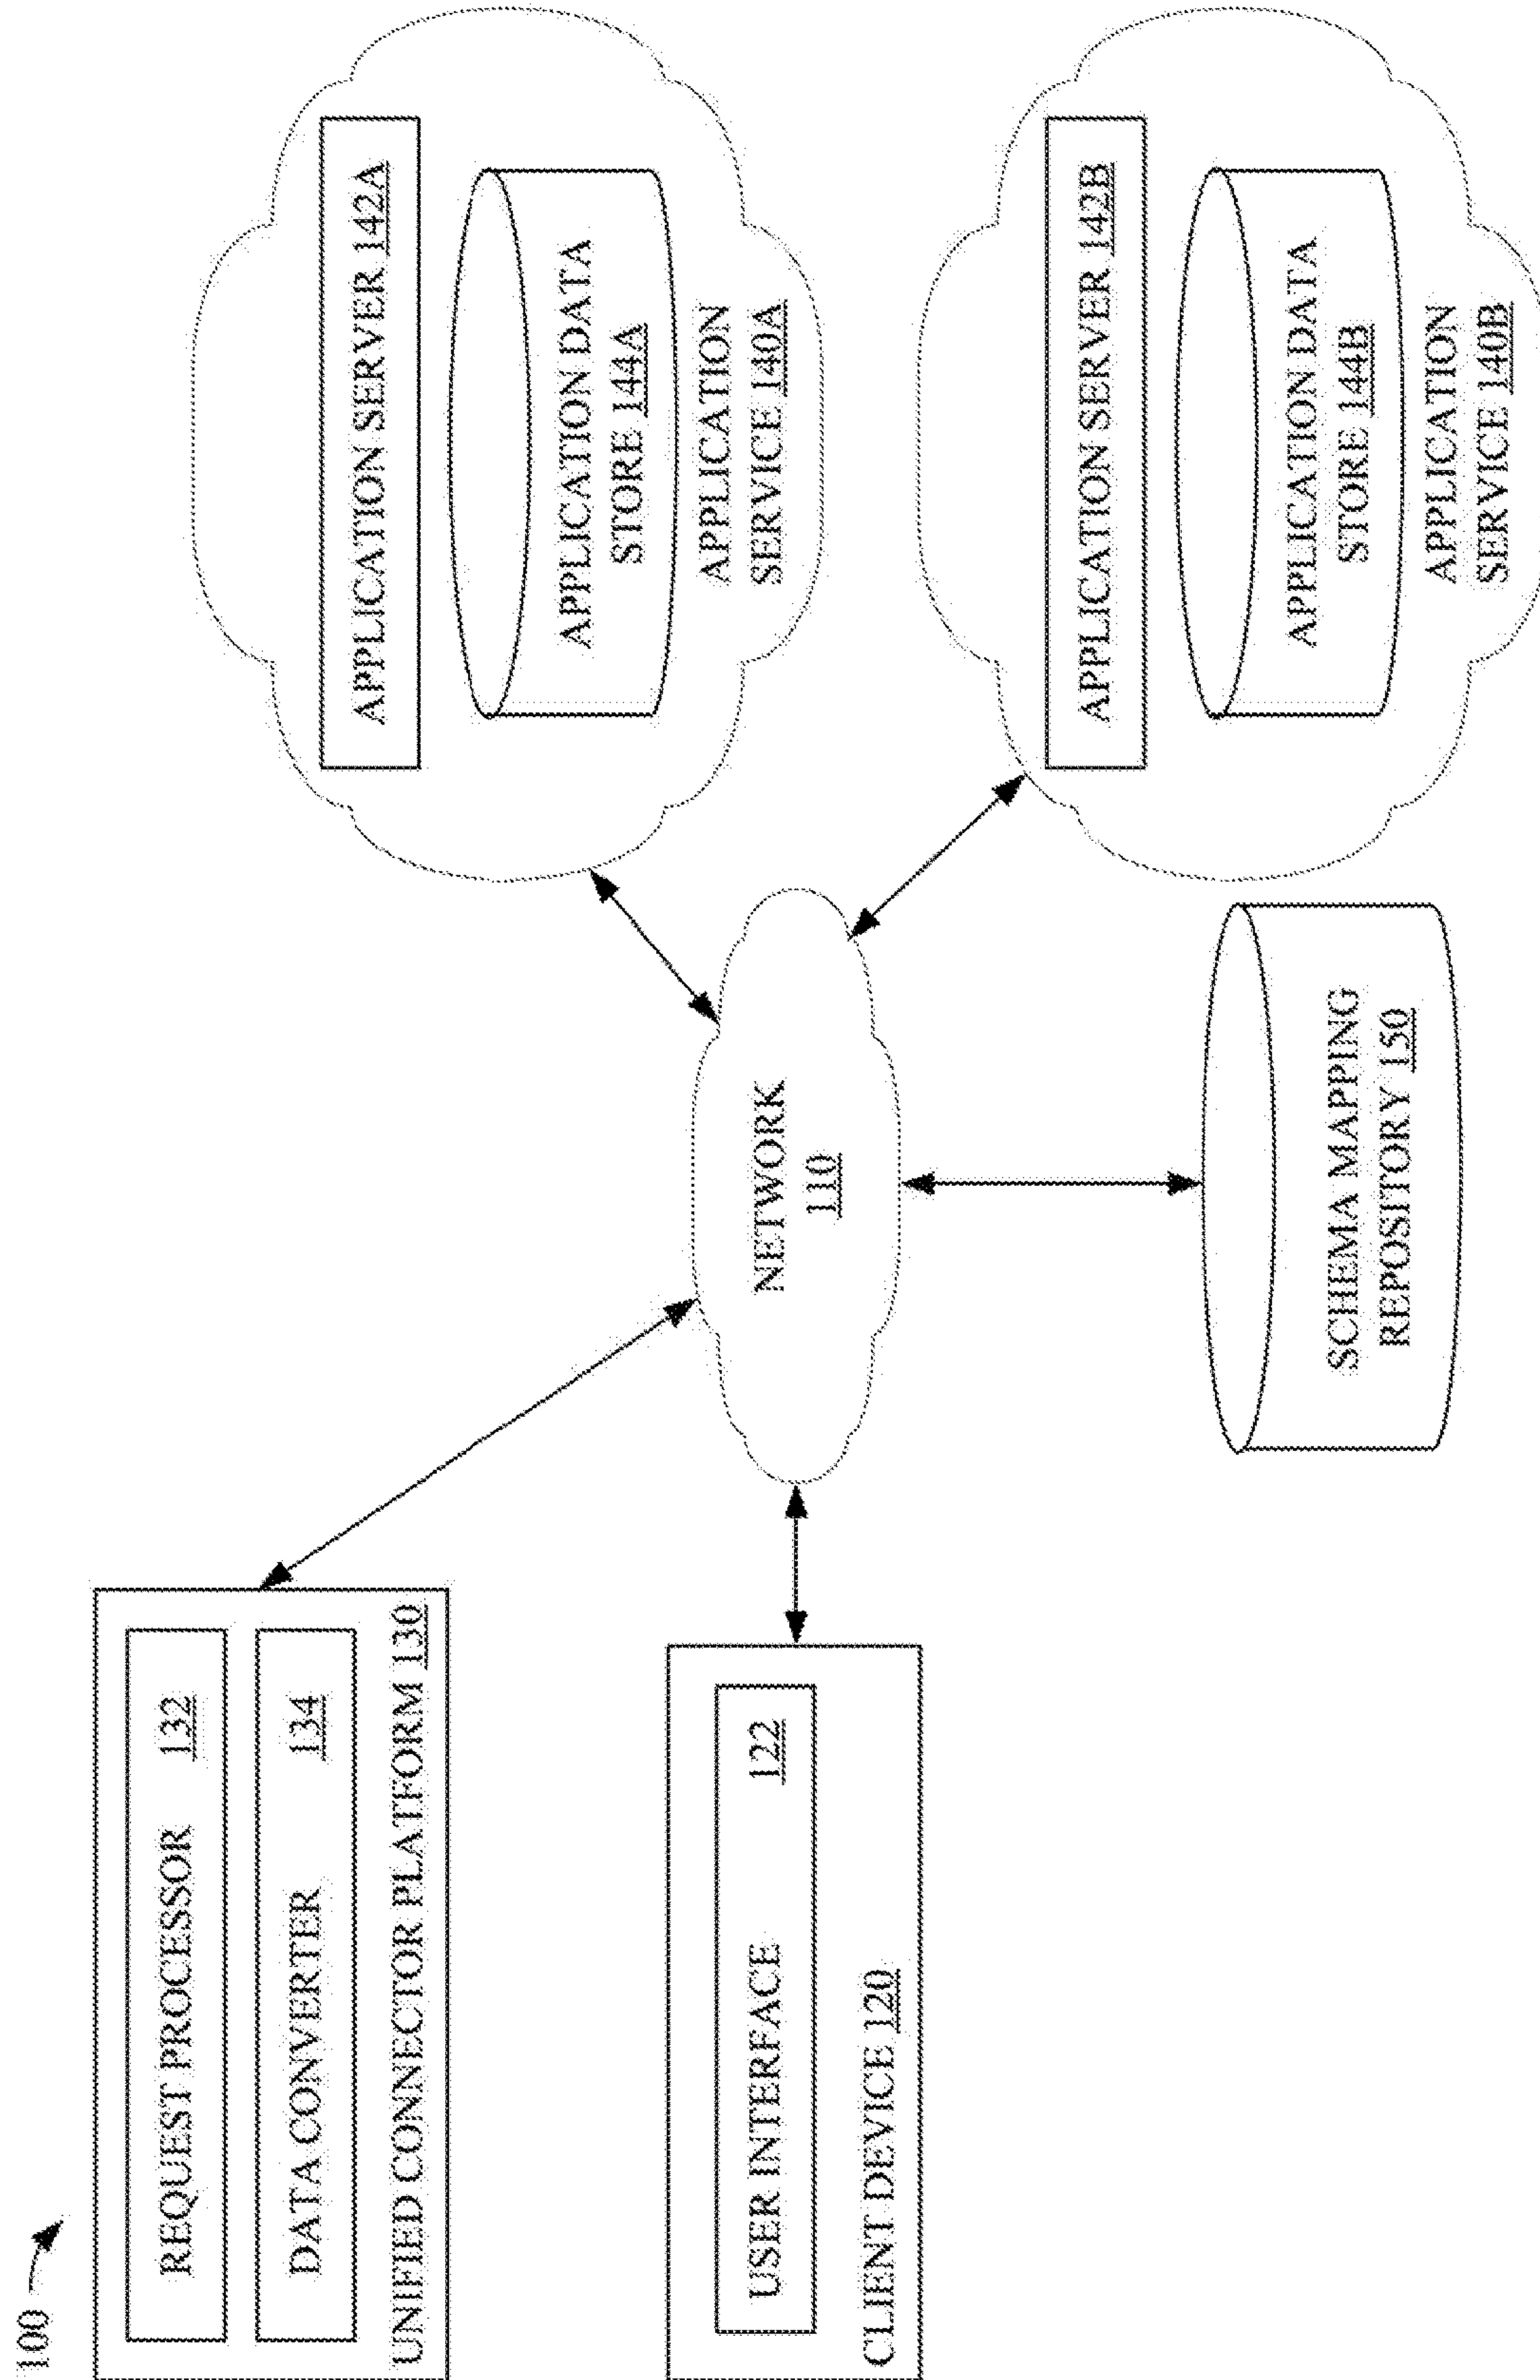 100
REQUEST PROCESSOR 132
DATA CONVERTER 134
UNIFIED CONNECTOR PLATFORM 130
USER INTERFACE 122
CLIENT DEVICE 120
NETWORK
110
SCHEMA MAPPING
REPOSITORY 150
APPLICATION SERVER 142A
APPLICATION DATA
STORE 144A
APPLICATION
SERVICE 140A
APPLICATION SERVER 142B
APPLICATION DATA
STORE 144B
APPLICATION
SERVICE 140B